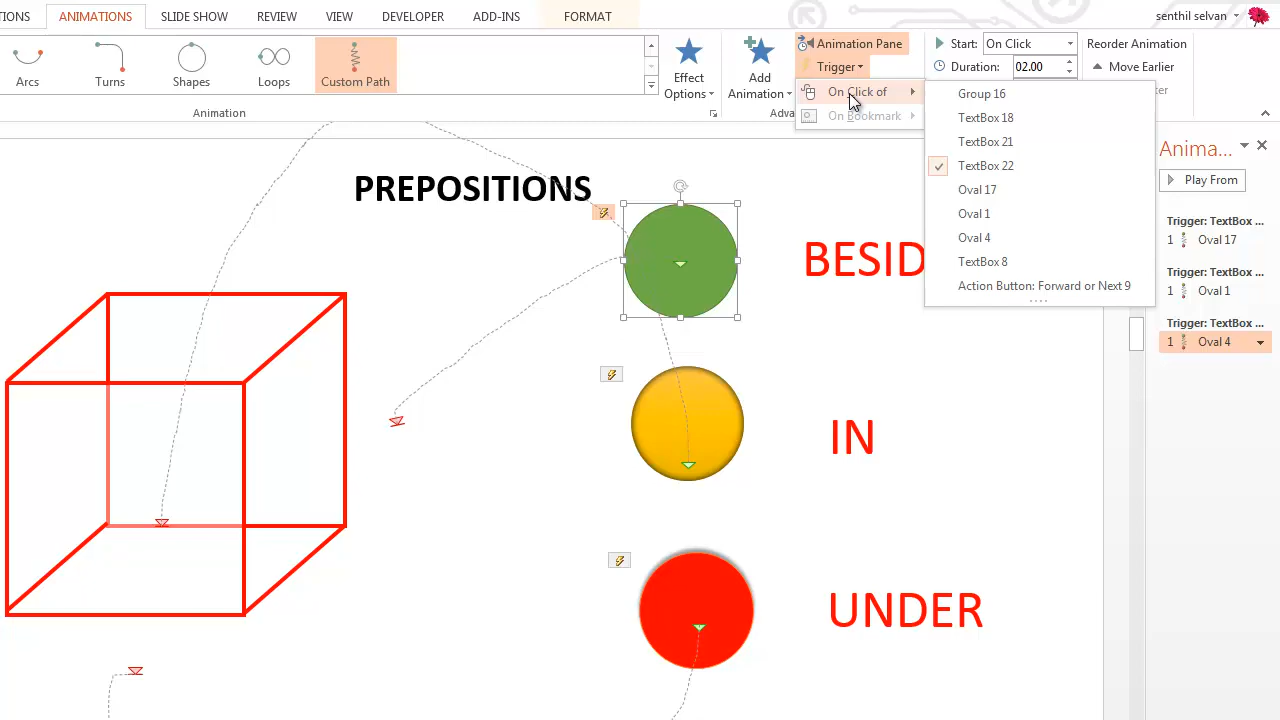 TIONS ANIMATIONS SLIDE SHOW REVIEW VIEW DEVELOPER ADD-INS FORMAT senthil selvan
Arcs Turns Shapes Loops Custom Path
Effect Options
Add Animation
Animation Pane
Trigger
Start: On Click
Duration: 02.00
Reorder Animation
Move Earlier
Animation
Adva
On Click of
On Bookmark
Group 16
TextBox 18
TextBox 21
TextBox 22
Oval 17
Oval 1
Oval 4
TextBox 8
Action Button: Forward or Next 9
Anima...
Play From
Trigger: TextBox ...
1 Oval 17
Trigger: TextBox ...
1 Oval 1
Trigger: TextBox ...
1 Oval 4
PREPOSITIONS
BESID
IN
UNDER